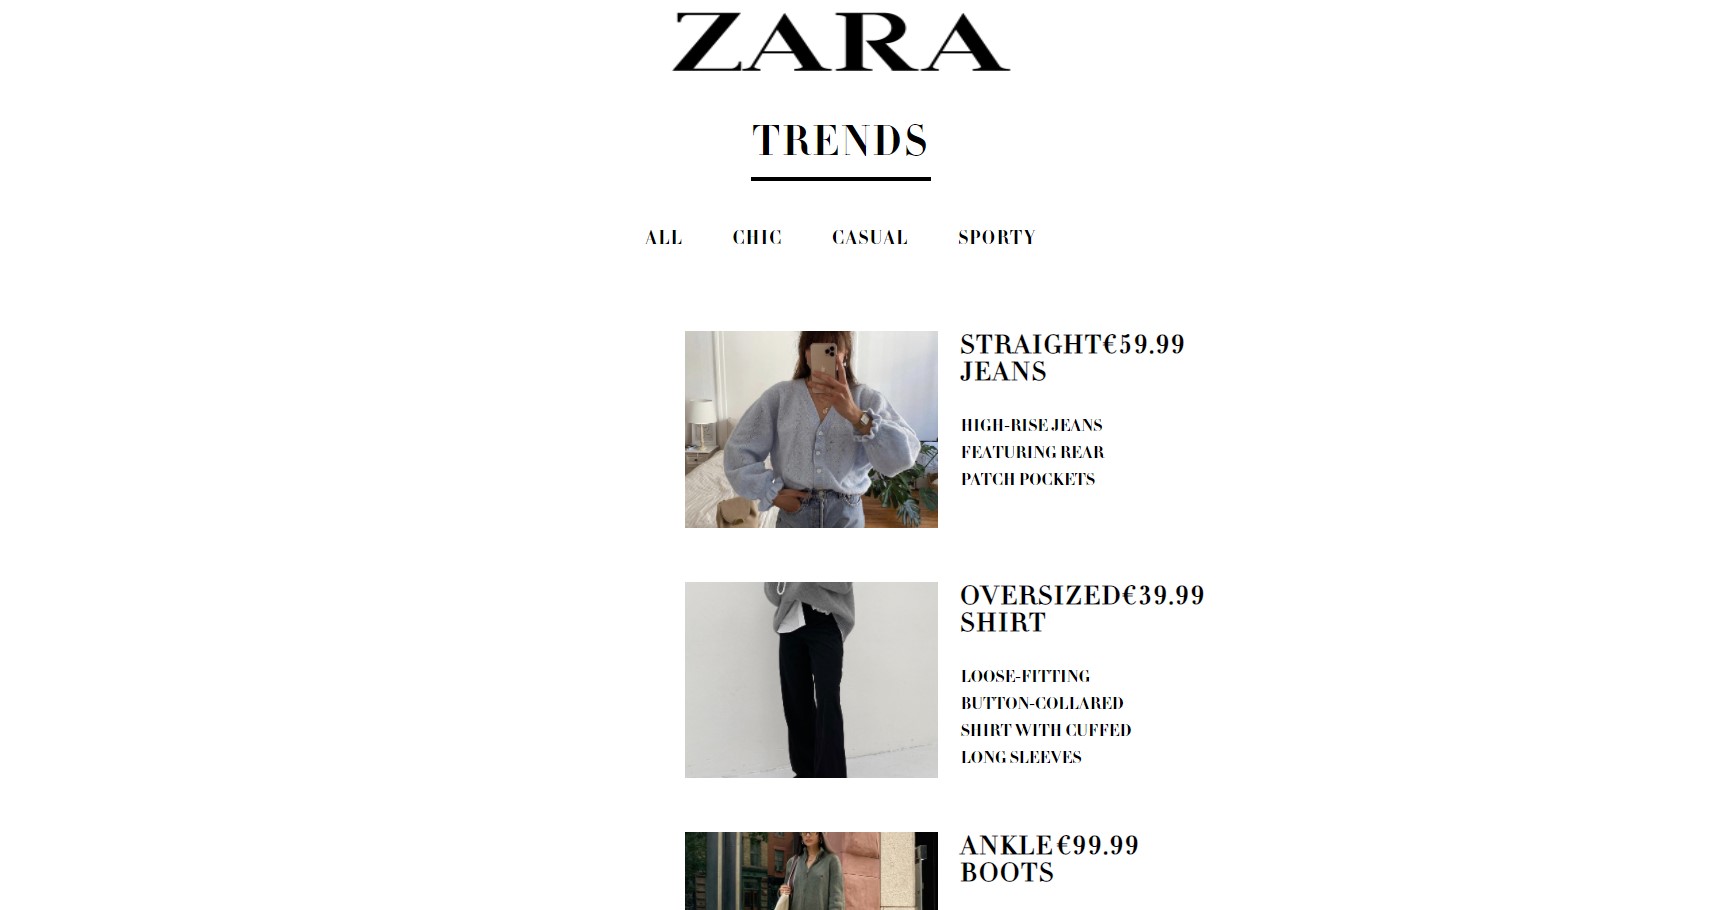 ZARA
TRENDS
ALL CHIC CASUAL SPORTY
STRAIGHT €59.99
JEANS
HIGH-RISE JEANS
FEATURING REAR
PATCH POCKETS
OVERSIZED €39.99
SHIRT
LOOSE-FITTING
BUTTON-COLLARED
SHIRT WITH CUFFED
LONG SLEEVES
ANKLE €99.99
BOOTS